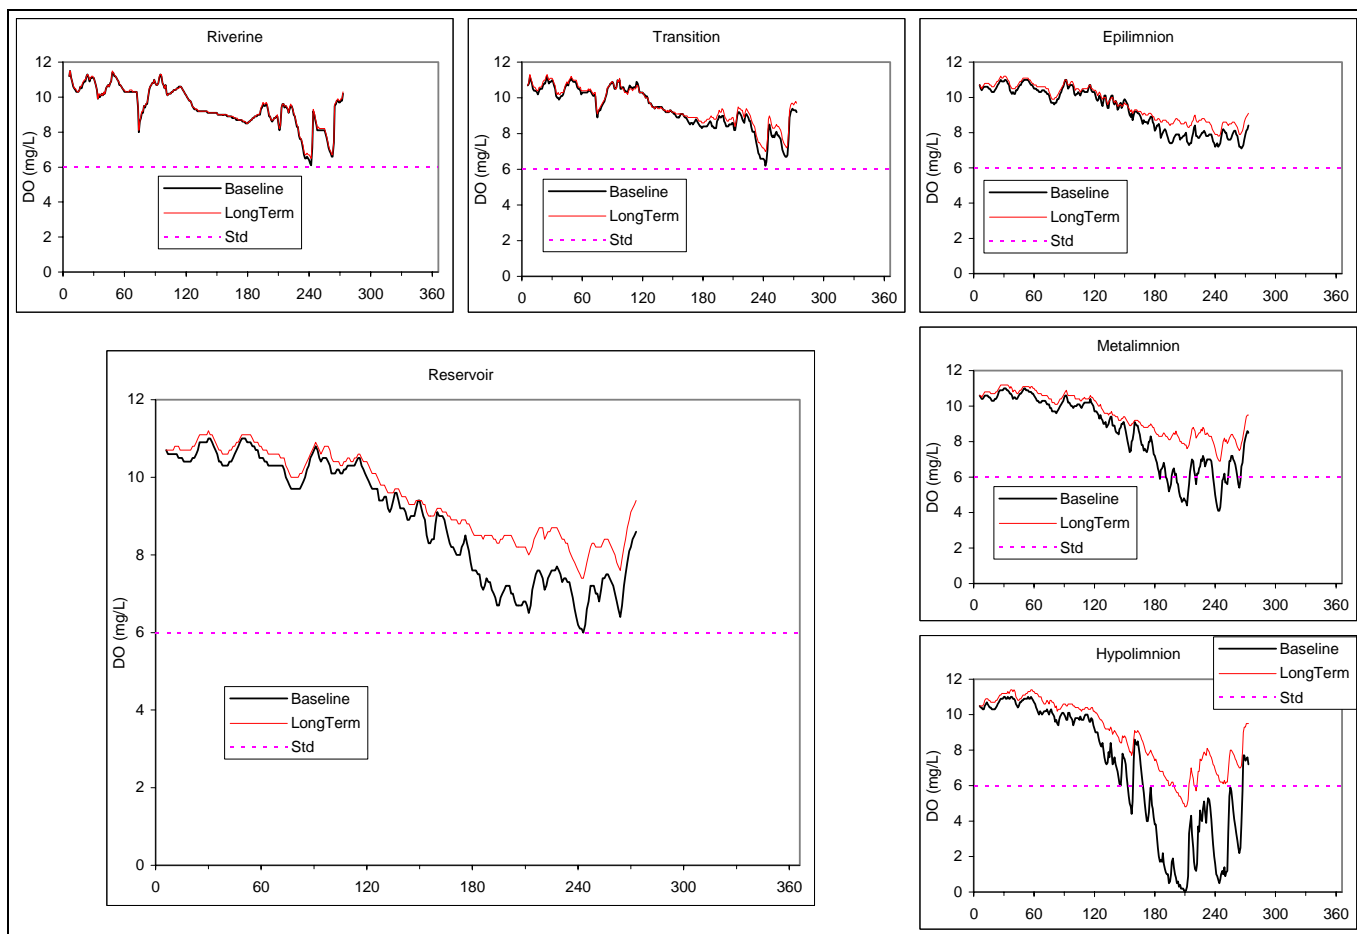 Riverine
DO (mg/L)
12
10
8
6
4
2
0
Baseline
LongTerm
Std
0 60 120 180 240 300 360
Transition
DO (mg/L)
12
10
8
6
4
2
0
Baseline
LongTerm
Std
0 60 120 180 240 300 360
Epilimnion
DO (mg/L)
12
10
8
6
4
2
0
Baseline
LongTerm
Std
0 60 120 180 240 300 360
Reservoir
DO (mg/L)
12
10
8
6
4
2
0
Baseline
LongTerm
Std
0 60 120 180 240 300 360
Metalimnion
DO (mg/L)
12
10
8
6
4
2
0
Baseline
LongTerm
Std
0 60 120 180 240 300 360
Hypolimnion
DO (mg/L)
12
10
8
6
4
2
0
Baseline
LongTerm
Std
0 60 120 180 240 300 360